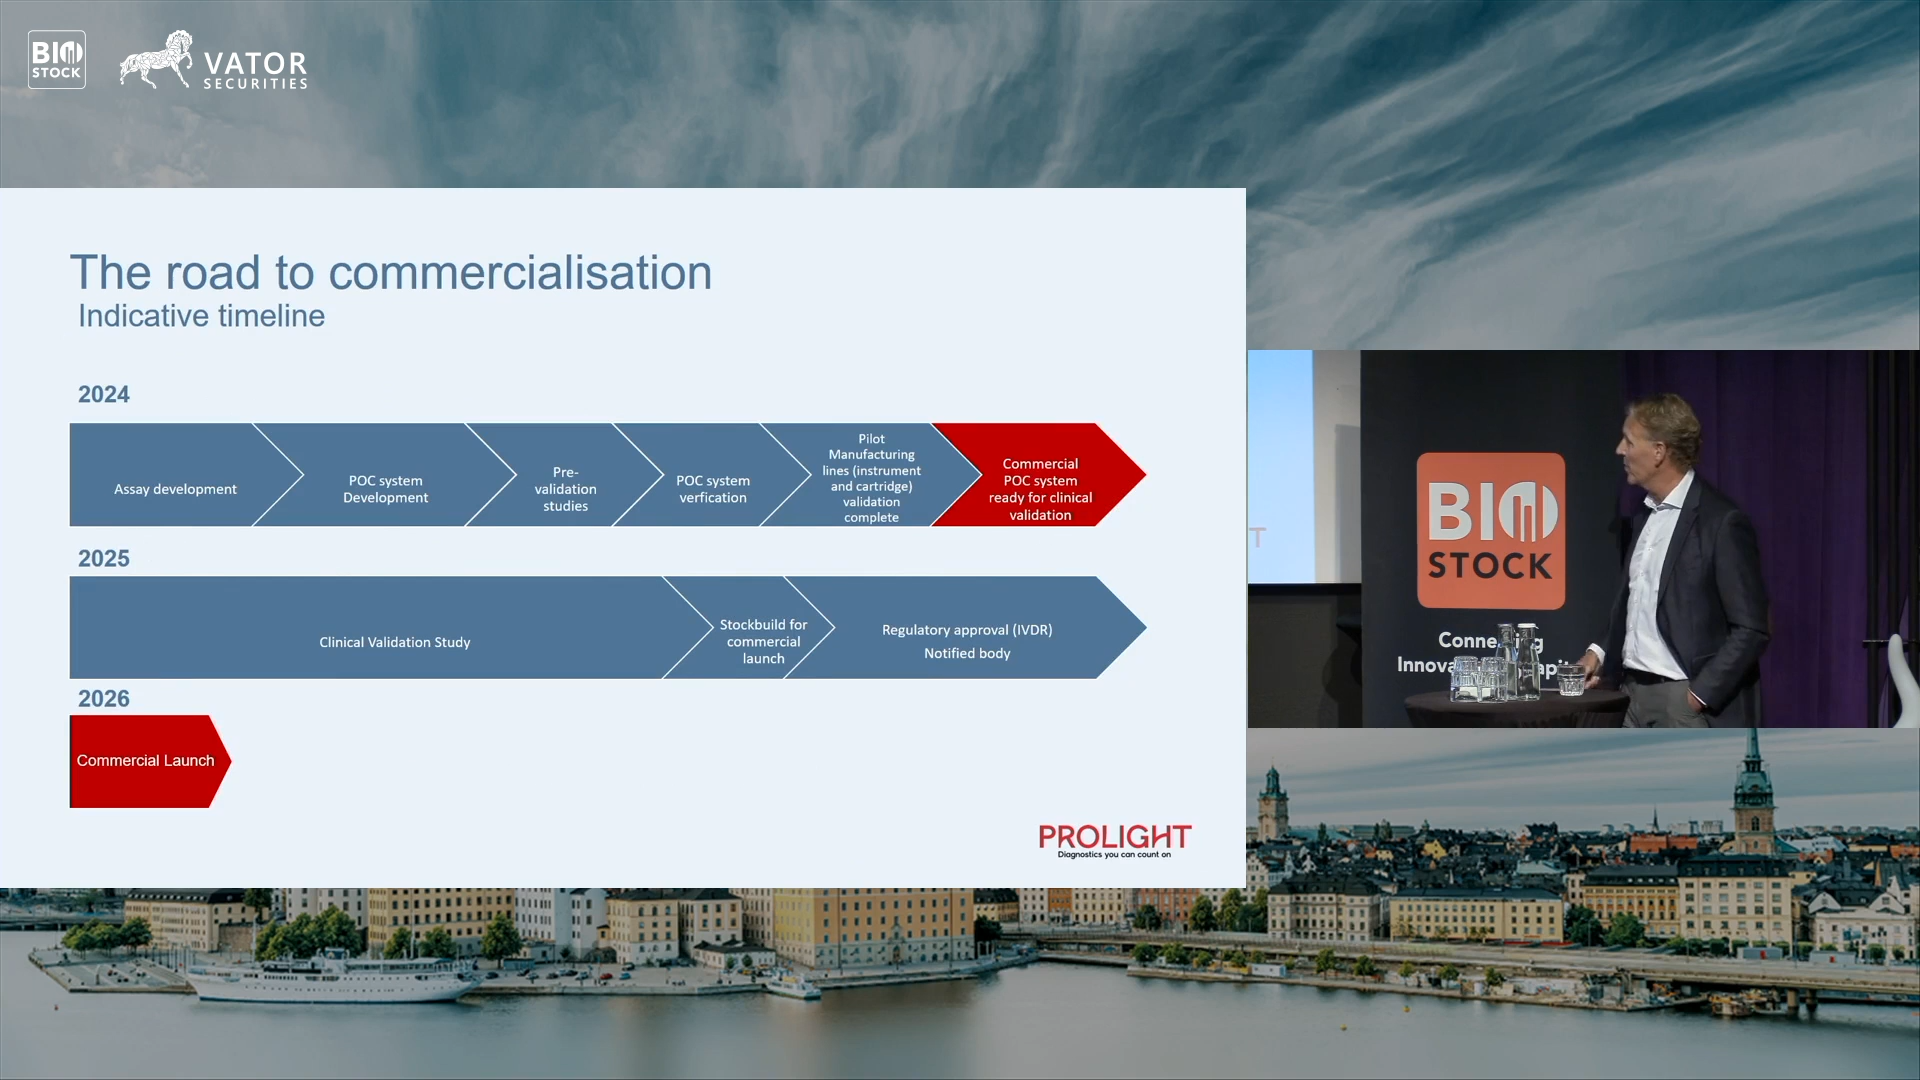 BIO
STOCK
VATOR
SECURITIES
The road to commercialisation
Indicative timeline
2024
Assay development
POC system
Development
Pre-
validation
studies
POC system
verfication
Pilot
Manufacturing
lines (instrument
and cartridge)
validation
complete
Commercial
POC system
ready for clinical
validation
2025
Clinical Validation Study
Stockbuild for
commercial
launch
Regulatory approval (IVDR)
Notified body
2026
Commercial Launch
PROLIGHT
Diagnostics you can count on
T
BIO
STOCK